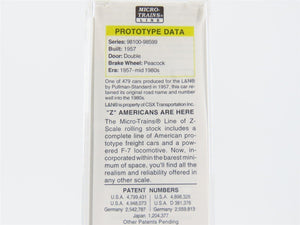 MICRO-
TRAINS
LINE
PROTOTYPE DATA
Series: 98100-98599
Built: 1957
Door: Double
Brake Wheel: Peacock
Era: 1957- mid 1980s
One of 479 cars produced for the L&N®
by Pullman-Standard in 1957, this car re-
tained its original road name and number
well into the 1980s.
L&N® is property of CSX Transportation Inc.
"Z" AMERICANS ARE HERE
The Micro-Trains® Line of Z-
Scale rolling stock includes a
complete line of American pro-
totype freight cars and a pow-
ered F-7 locomotive. Now, in-
corporated within the barest mini-
mum of space, you'll find all the
realism and reliability offered in
any other scale.
PATENT NUMBERS
U.S.A. 4,799,431
U.S.A. 4,898,326
U.S.A. 4,948,073
U.S.A. D 381,376
Germany 2,542,787
Germany 2,559,813
Japan 1,204,377
Other Patents Pending